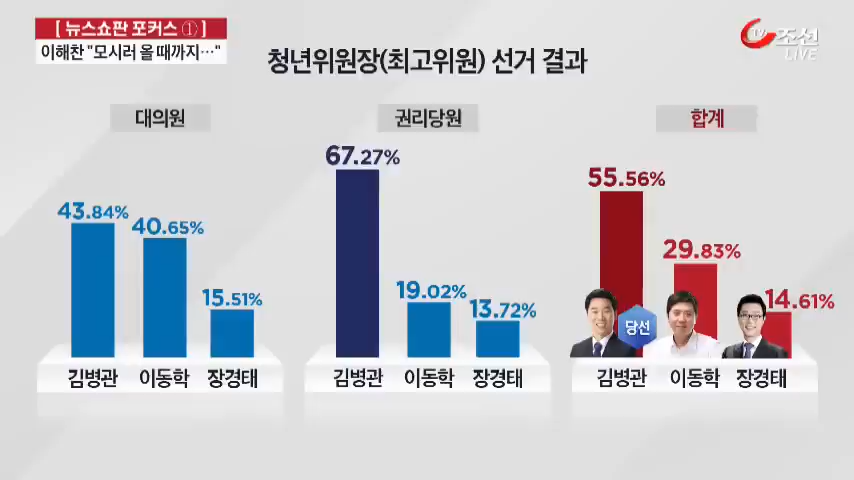 [ 뉴스쇼판 포커스 ① ]
이해찬 "모시러 올 때까지…"
TV조선
LIVE
청년위원장(최고위원) 선거 결과
대의원
43.84%
40.65%
15.51%
김병관 이동학 장경태
권리당원
67.27%
19.02%
13.72%
김병관 이동학 장경태
합계
55.56%
29.83%
14.61%
당선
김병관 이동학 장경태